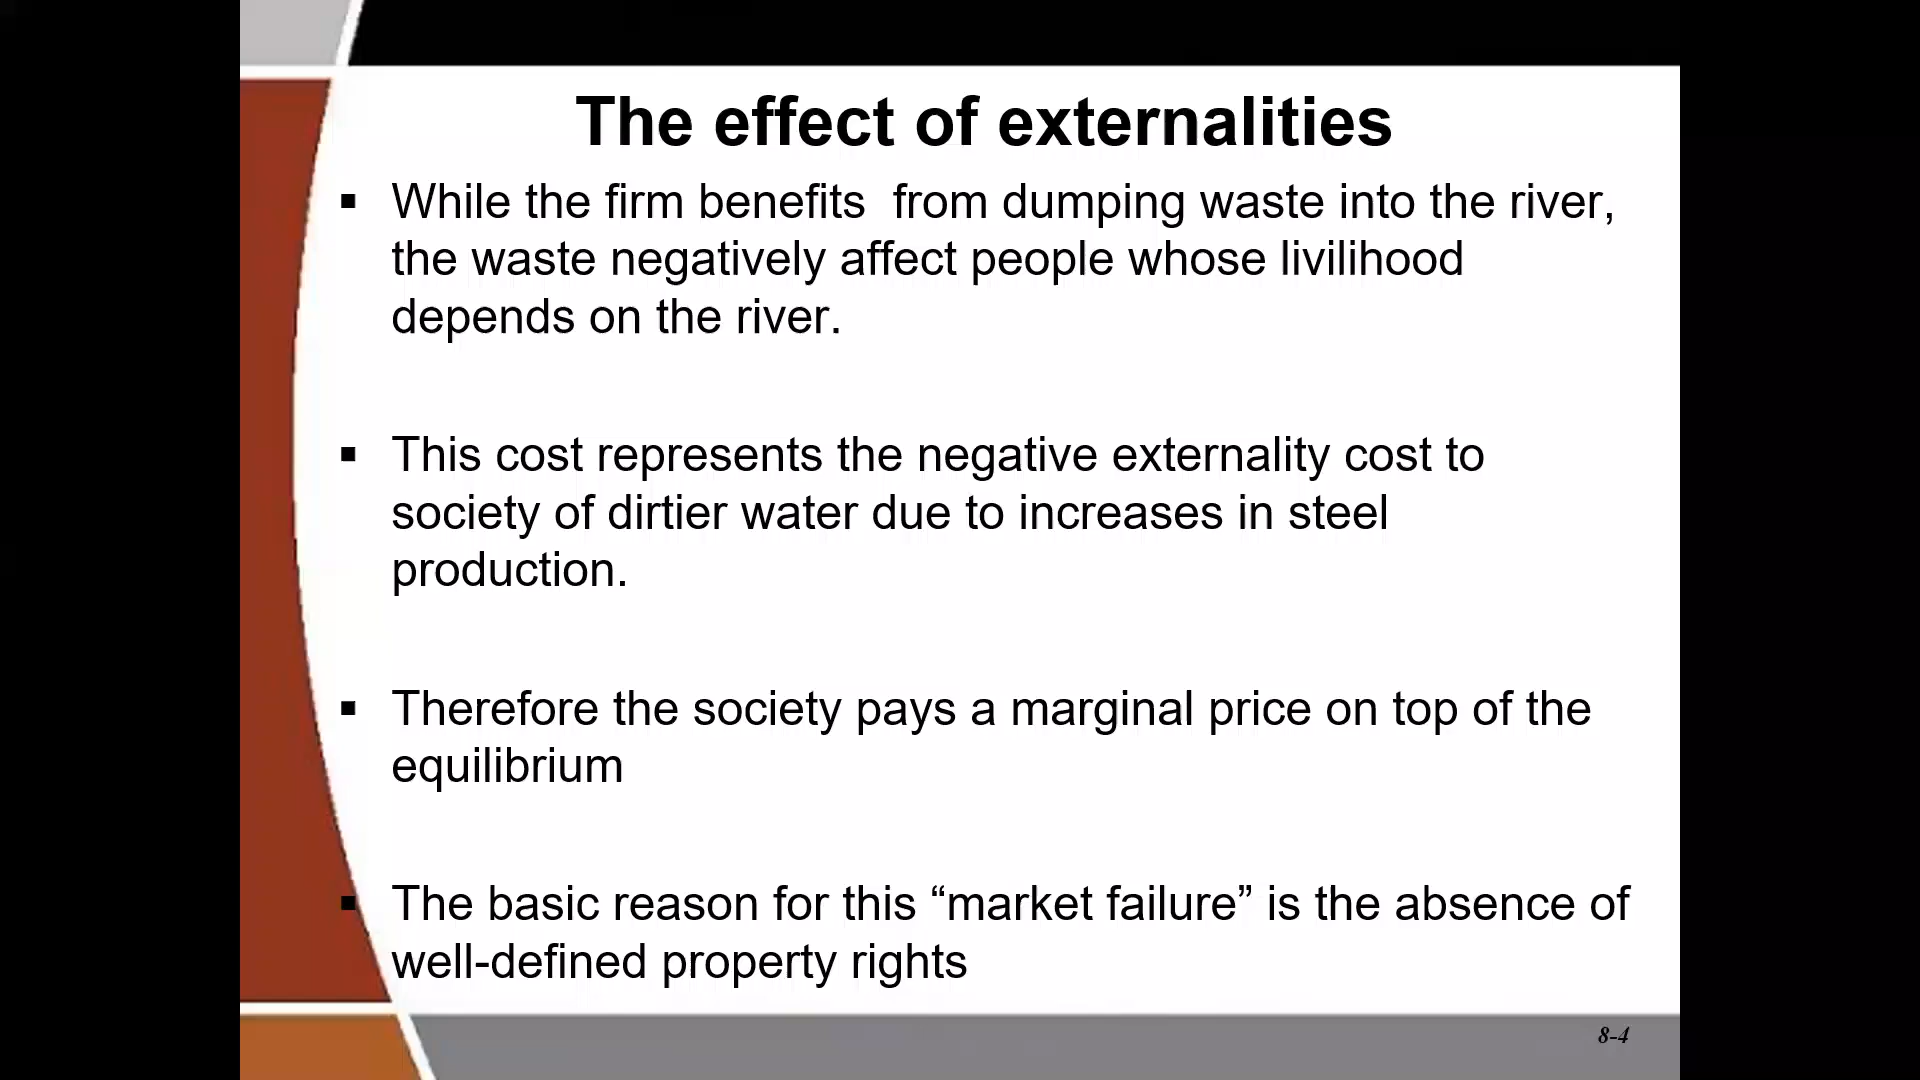 The effect of externalities
▪ While the firm benefits  from dumping waste into the river,
the waste negatively affect people whose livilihood
depends on the river.
▪ This cost represents the negative externality cost to
society of dirtier water due to increases in steel
production.
▪ Therefore the society pays a marginal price on top of the
equilibrium
▪ The basic reason for this “market failure” is the absence of
well-defined property rights
8-4